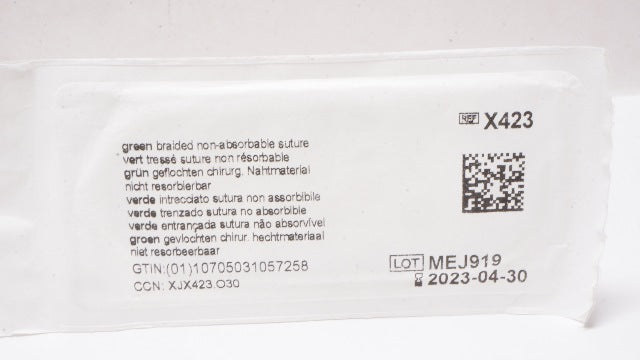 REF X423
green braided non-absorbable suture
vert tressé suture non résorbable
grün geflochten chirurg. Nahtmaterial
nicht resorbierbar
verde intrecciato sutura non assorbibile
verde trenzado sutura no absorbible
verde entrançada sutura não absorvível
groen gevlochten chirur. hechtmateriaal
niet resorbeerbaar
GTIN:(01)10705031057258
CCN: XJX423.O30
LOT MEJ919
2023-04-30